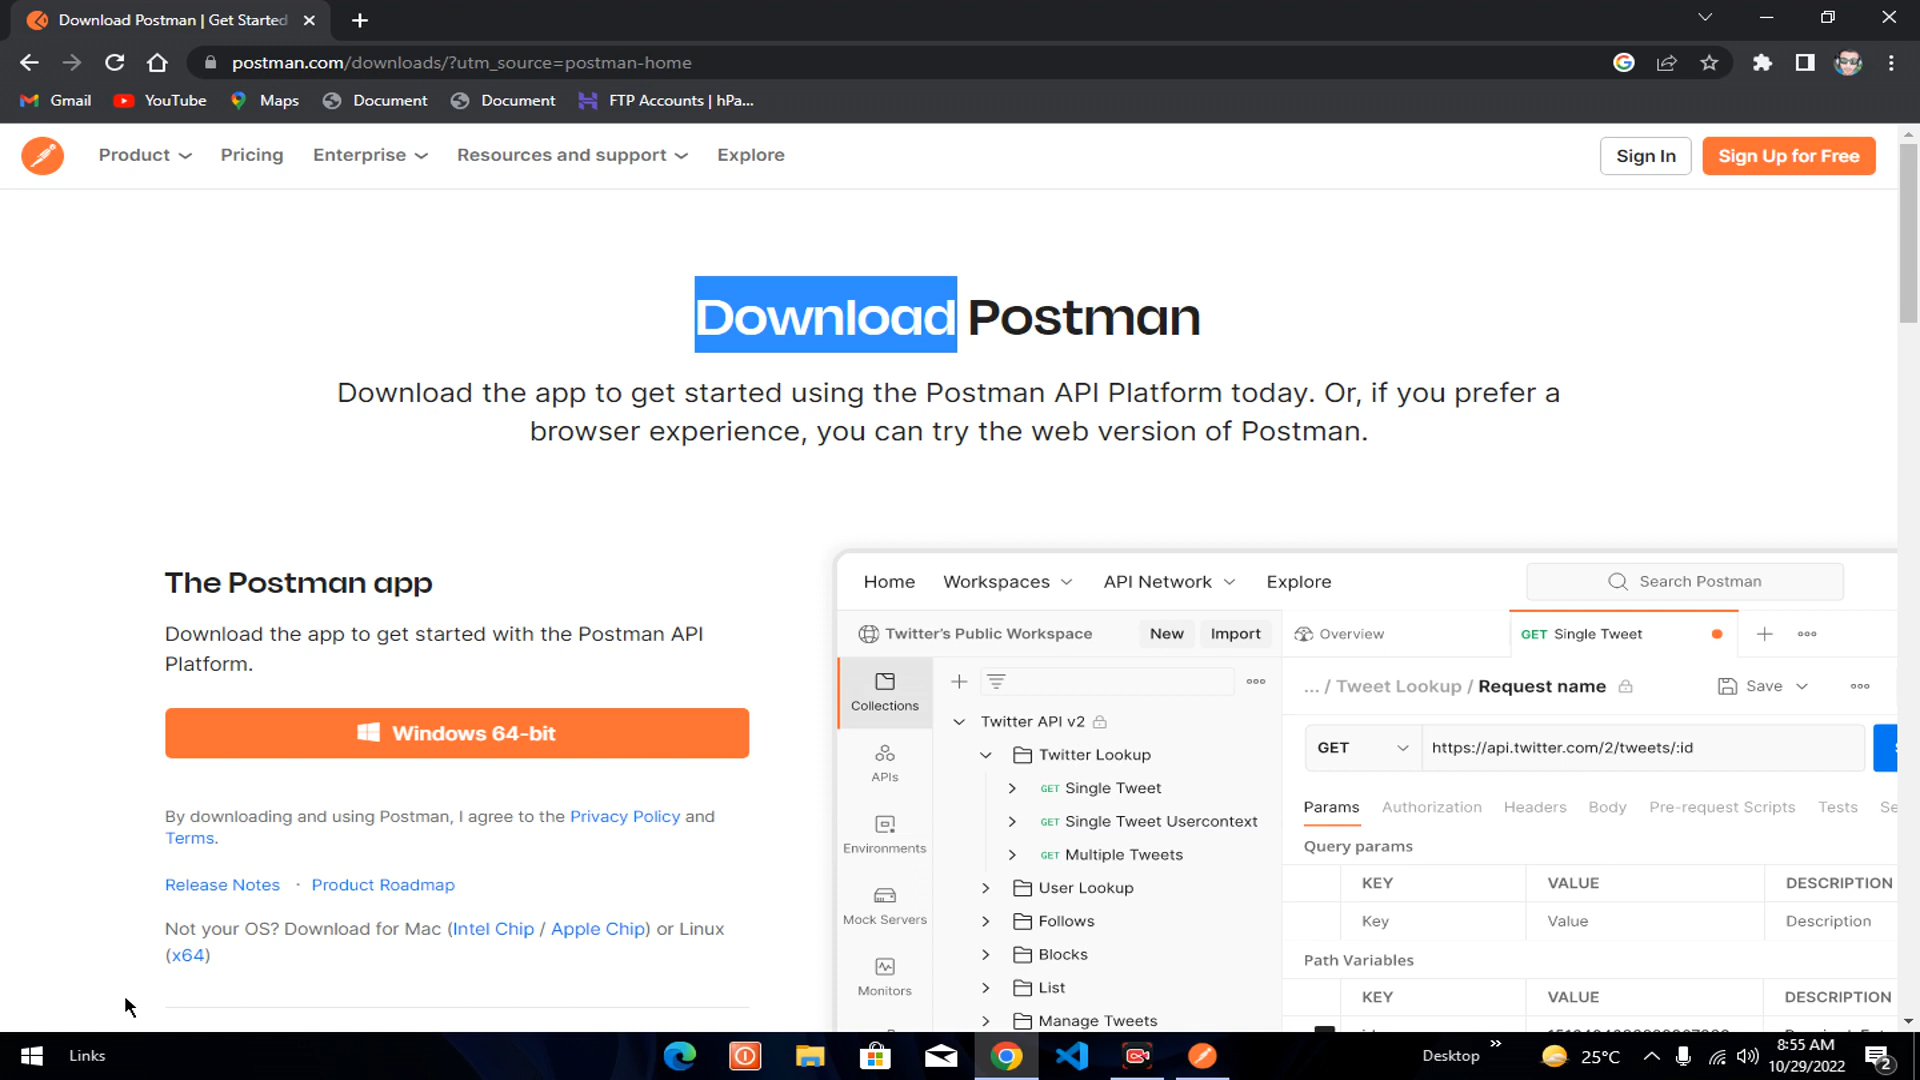 Download Postman | Get Started
postman.com/downloads/?utm_source=postman-home
Gmail
YouTube
Maps
Document
Document
FTP Accounts | hPa...
Product
Pricing
Enterprise
Resources and support
Explore
Sign In
Sign Up for Free
Download Postman
Download the app to get started using the Postman API Platform today. Or, if you prefer a
browser experience, you can try the web version of Postman.
The Postman app
Download the app to get started with the Postman API
Platform.
Windows 64-bit
By downloading and using Postman, I agree to the Privacy Policy and
Terms.
Release Notes · Product Roadmap
Not your OS? Download for Mac (Intel Chip / Apple Chip) or Linux
(x64)
Home
Workspaces
API Network
Explore
Search Postman
Twitter's Public Workspace
New
Import
Overview
GET Single Tweet
Collections
APIs
Environments
Mock Servers
Monitors
Twitter API v2
Twitter Lookup
GET Single Tweet
GET Single Tweet Usercontext
GET Multiple Tweets
User Lookup
Follows
Blocks
List
Manage Tweets
... / Tweet Lookup / Request name
Save
GET
https://api.twitter.com/2/tweets/:id
Params
Authorization
Headers
Body
Pre-request Scripts
Tests
Se
Query params
KEY
VALUE
DESCRIPTION
Key
Value
Description
Path Variables
KEY
VALUE
DESCRIPTION
Links
Desktop
25°C
8:55 AM
10/29/2022
2